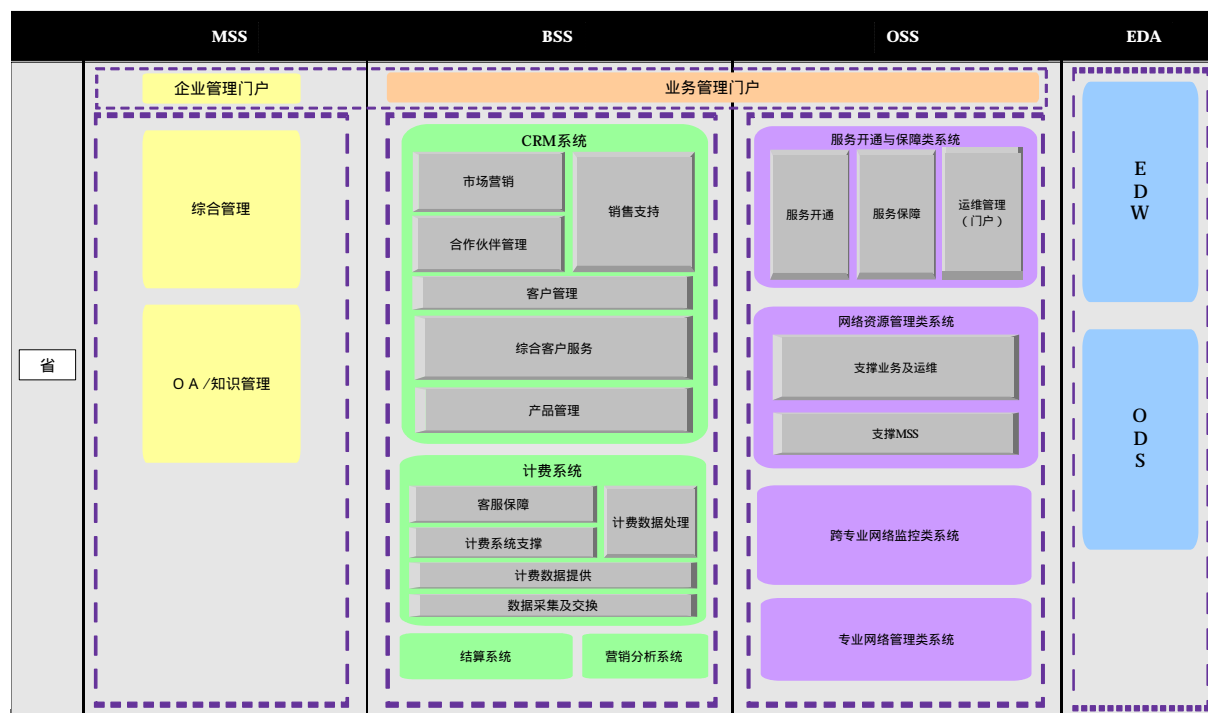 MSS
BSS
OSS
EDA
省
企业管理门户
业务管理门户
综合管理
OA/知识管理
CRM系统
市场营销
合作伙伴管理
销售支持
客户管理
综合客户服务
产品管理
计费系统
客服保障
计费系统支撑
计费数据处理
计费数据提供
数据采集及交换
结算系统
营销分析系统
服务开通与保障类系统
服务开通
服务保障
运维管理
(门户)
网络资源管理类系统
支撑业务及运维
支撑MSS
跨专业网络监控类系统
专业网络管理类系统
E
D
W
O
D
S